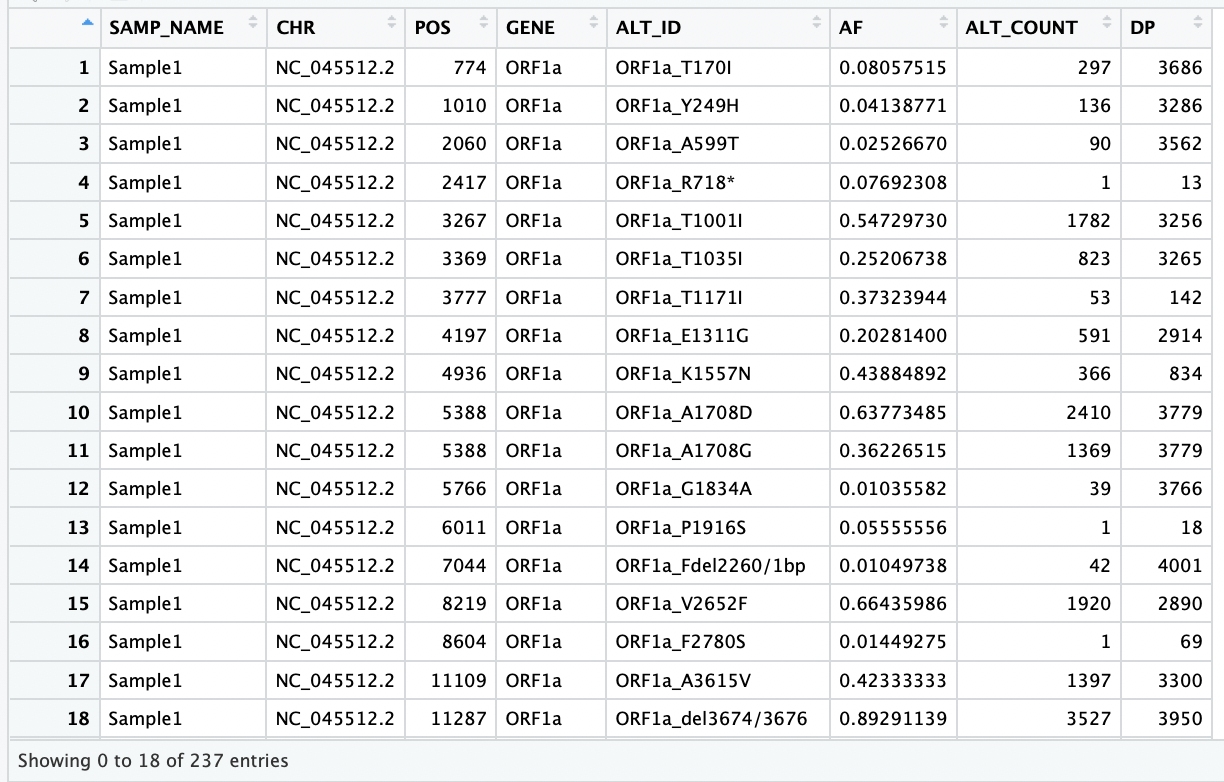 SAMP_NAME CHR POS GENE ALT_ID AF ALT_COUNT DP
1 Sample1 NC_045512.2 774 ORF1a ORF1a_T170I 0.08057515 297 3686
2 Sample1 NC_045512.2 1010 ORF1a ORF1a_Y249H 0.04138771 136 3286
3 Sample1 NC_045512.2 2060 ORF1a ORF1a_A599T 0.02526670 90 3562
4 Sample1 NC_045512.2 2417 ORF1a ORF1a_R718* 0.07692308 1 13
5 Sample1 NC_045512.2 3267 ORF1a ORF1a_T1001I 0.54729730 1782 3256
6 Sample1 NC_045512.2 3369 ORF1a ORF1a_T1035I 0.25206738 823 3265
7 Sample1 NC_045512.2 3777 ORF1a ORF1a_T1171I 0.37323944 53 142
8 Sample1 NC_045512.2 4197 ORF1a ORF1a_E1311G 0.20281400 591 2914
9 Sample1 NC_045512.2 4936 ORF1a ORF1a_K1557N 0.43884892 366 834
10 Sample1 NC_045512.2 5388 ORF1a ORF1a_A1708D 0.63773485 2410 3779
11 Sample1 NC_045512.2 5388 ORF1a ORF1a_A1708G 0.36226515 1369 3779
12 Sample1 NC_045512.2 5766 ORF1a ORF1a_G1834A 0.01035582 39 3766
13 Sample1 NC_045512.2 6011 ORF1a ORF1a_P1916S 0.05555556 1 18
14 Sample1 NC_045512.2 7044 ORF1a ORF1a_Fdel2260/1bp 0.01049738 42 4001
15 Sample1 NC_045512.2 8219 ORF1a ORF1a_V2652F 0.66435986 1920 2890
16 Sample1 NC_045512.2 8604 ORF1a ORF1a_F2780S 0.01449275 1 69
17 Sample1 NC_045512.2 11109 ORF1a ORF1a_A3615V 0.42333333 1397 3300
18 Sample1 NC_045512.2 11287 ORF1a ORF1a_del3674/3676 0.89291139 3527 3950
Showing 0 to 18 of 237 entries